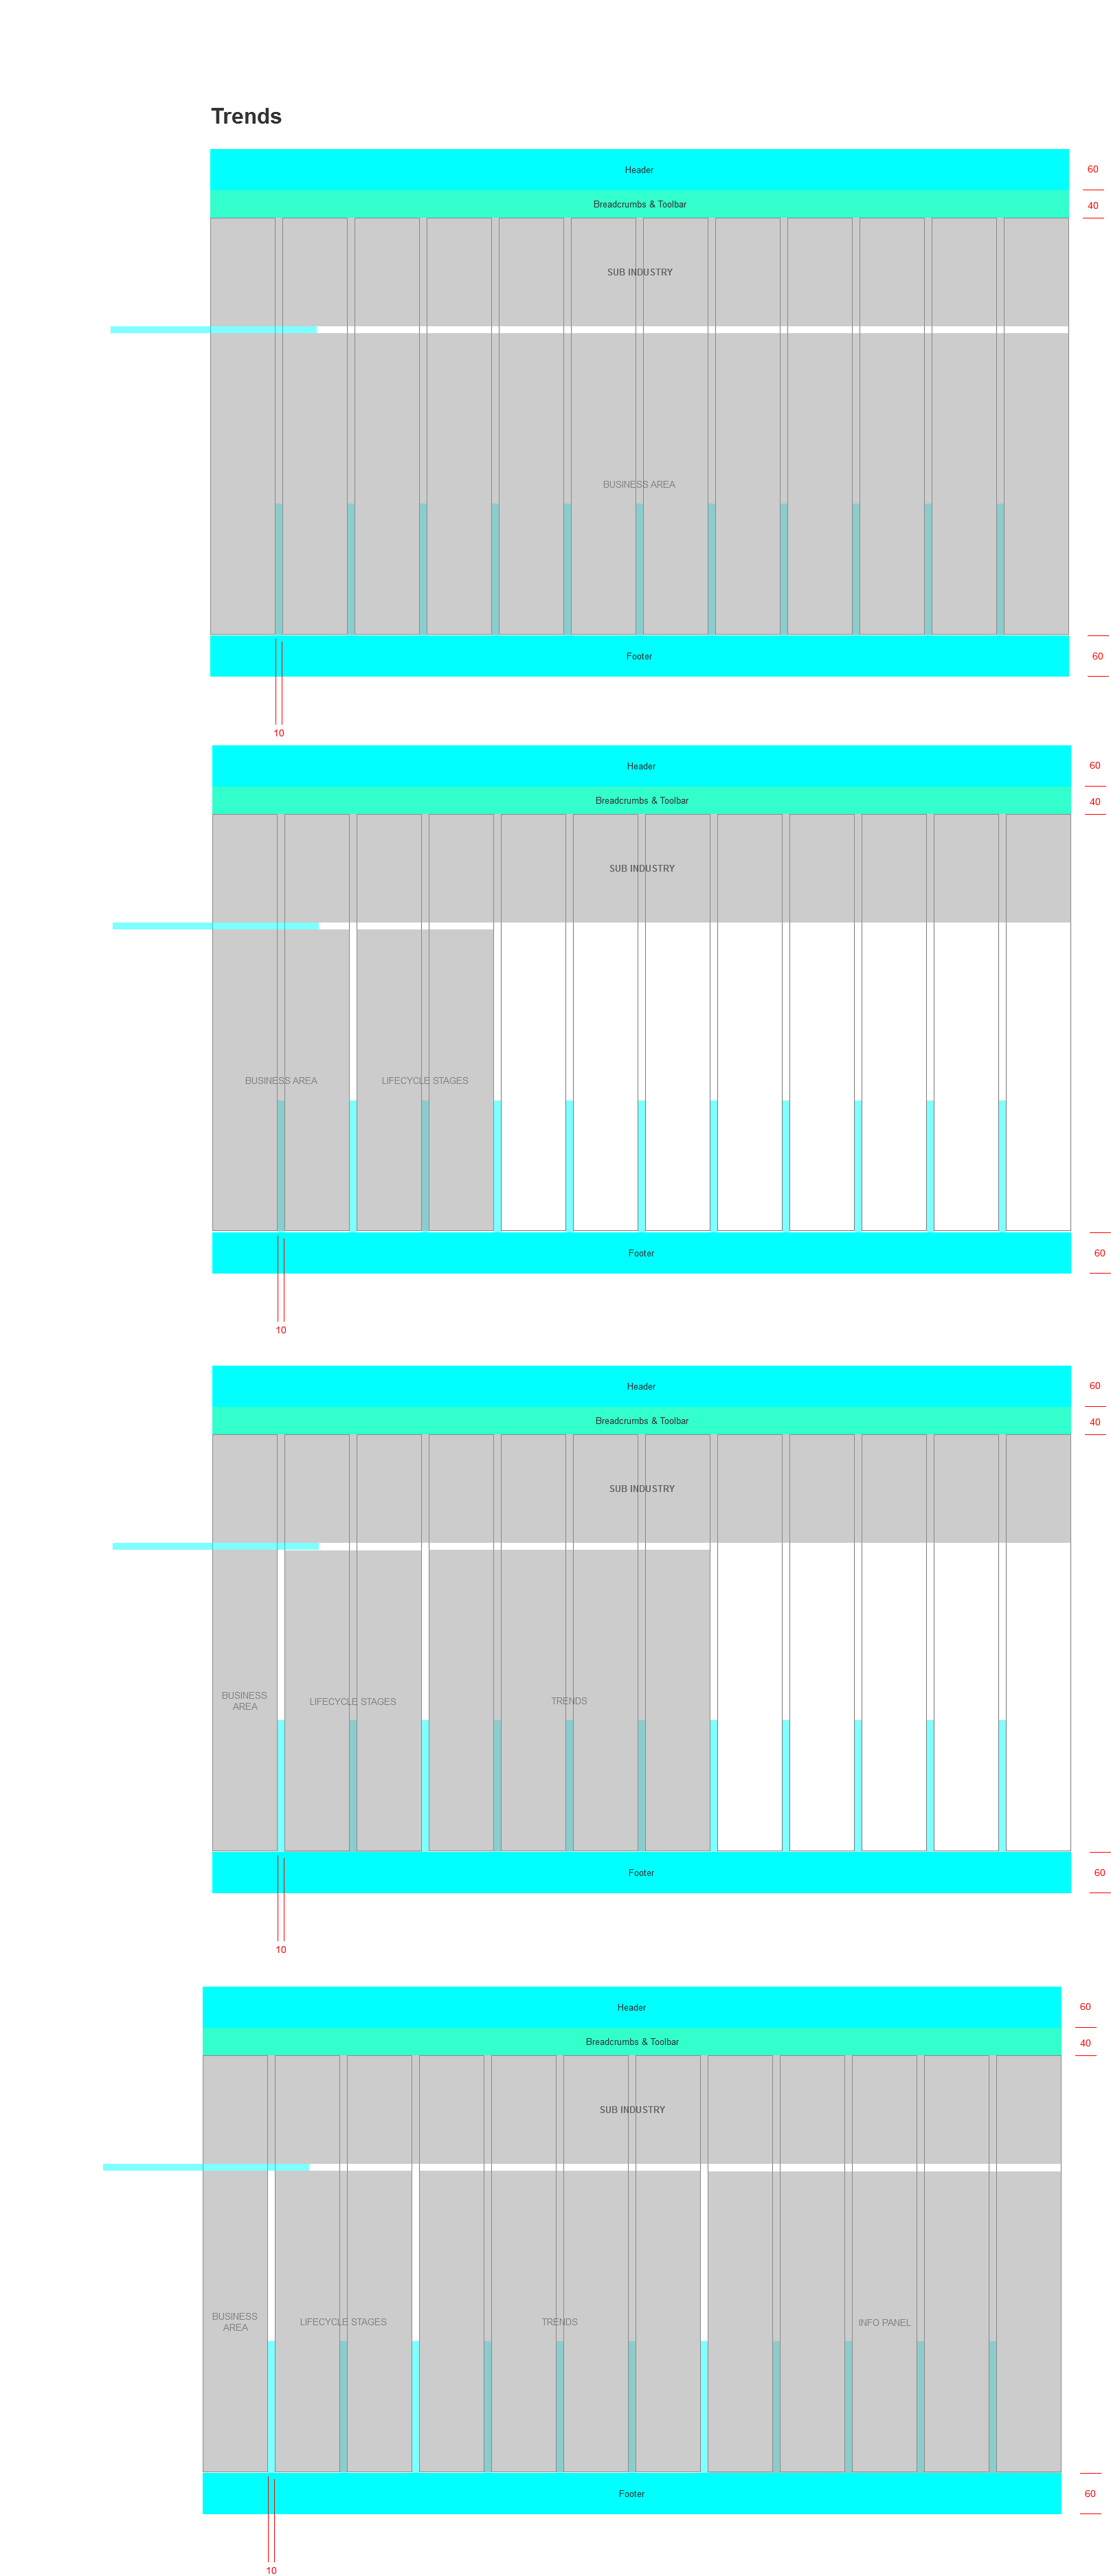 Trends
Header
60
Breadcrumbs & Toolbar
40
SUB INDUSTRY
BUSINESS AREA
Footer
60
10
Header
60
Breadcrumbs & Toolbar
40
SUB INDUSTRY
BUSINESS AREA
LIFECYCLE STAGES
Footer
60
10
Header
60
Breadcrumbs & Toolbar
40
SUB INDUSTRY
BUSINESS
AREA
LIFECYCLE STAGES
TRENDS
Footer
60
10
Header
60
Breadcrumbs & Toolbar
40
SUB INDUSTRY
BUSINESS
AREA
LIFECYCLE STAGES
TRENDS
INFO PANEL
Footer
60
10